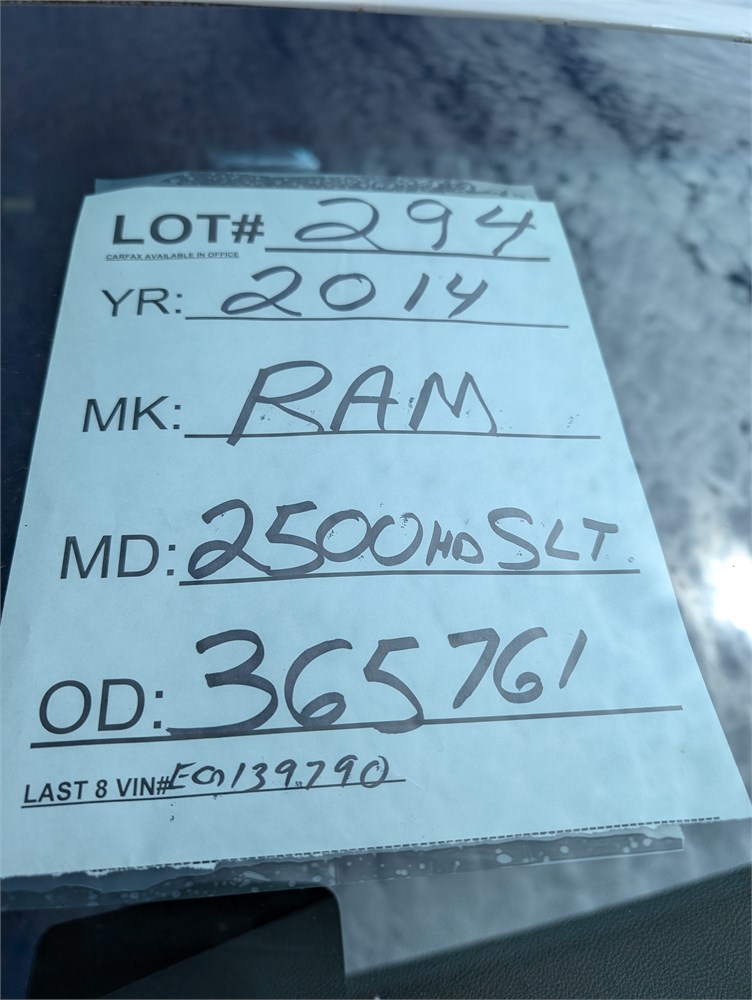 LOT# 294
CARFAX AVAILABLE IN OFFICE
YR: 2014
MK: RAM
MD: 2500HD SLT
OD: 365761
LAST 8 VIN# EG139790